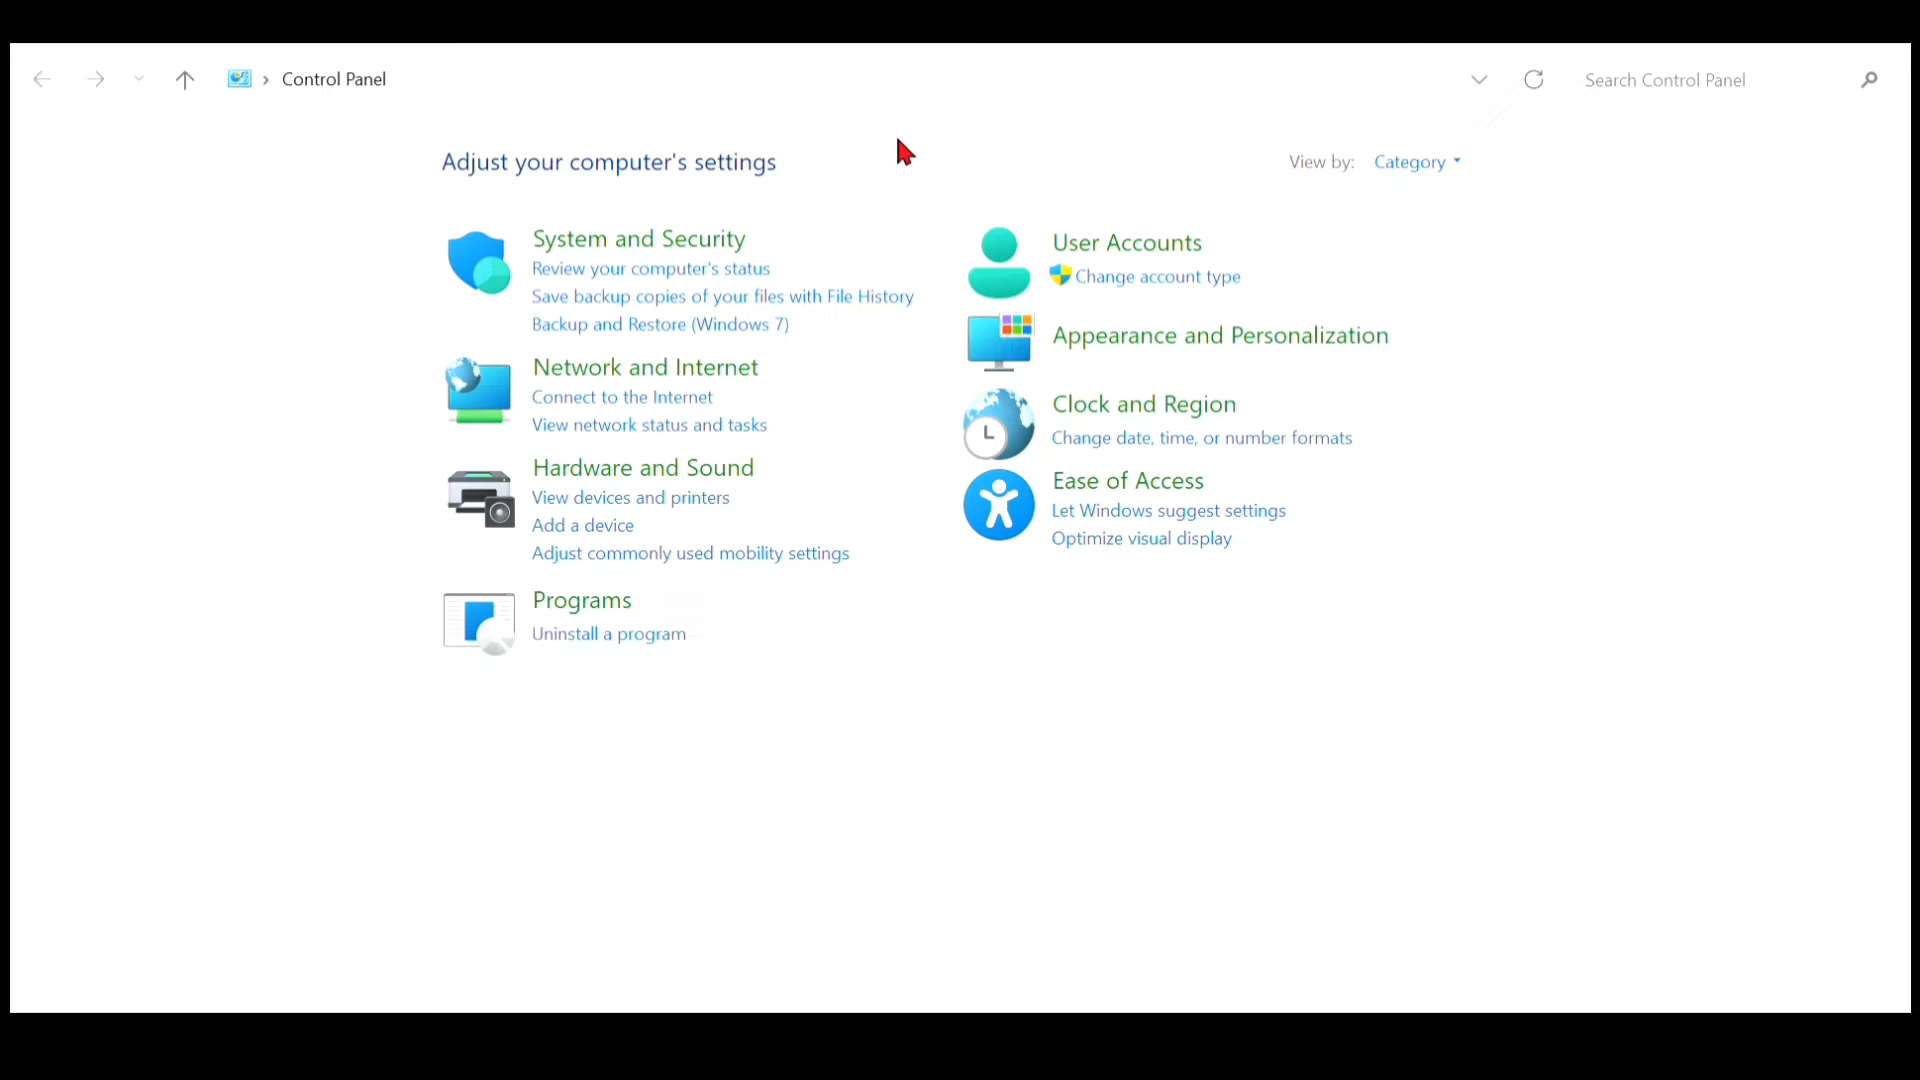 Control Panel
Search Control Panel
Adjust your computer's settings
View by: Category
System and Security
Review your computer's status
Save backup copies of your files with File History
Backup and Restore (Windows 7)
Network and Internet
Connect to the Internet
View network status and tasks
Hardware and Sound
View devices and printers
Add a device
Adjust commonly used mobility settings
Programs
Uninstall a program
User Accounts
Change account type
Appearance and Personalization
Clock and Region
Change date, time, or number formats
Ease of Access
Let Windows suggest settings
Optimize visual display